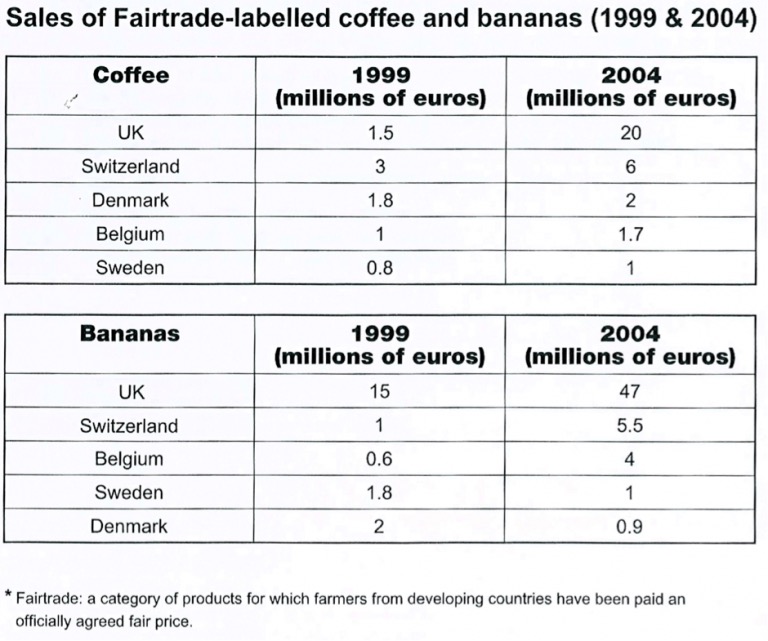 Sales of Fairtrade-labelled coffee and bananas (1999 & 2004)
Coffee 1999 (millions of euros) 2004 (millions of euros)
UK 1.5 20
Switzerland 3 6
Denmark 1.8 2
Belgium 1 1.7
Sweden 0.8 1
Bananas 1999 (millions of euros) 2004 (millions of euros)
UK 15 47
Switzerland 1 5.5
Belgium 0.6 4
Sweden 1.8 1
Denmark 2 0.9
* Fairtrade: a category of products for which farmers from developing countries have been paid an
officially agreed fair price.